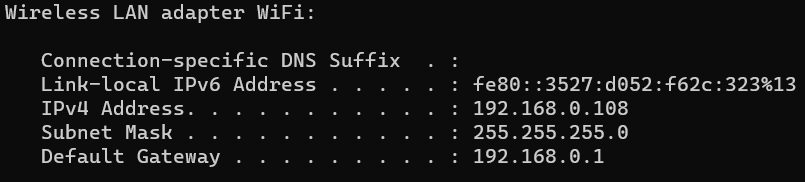 Wireless LAN adapter WiFi:
Connection-specific DNS Suffix  . :
Link-local IPv6 Address . . . . . : fe80::3527:d052:f62c:323%13
IPv4 Address. . . . . . . . . . . : 192.168.0.108
Subnet Mask . . . . . . . . . . . : 255.255.255.0
Default Gateway . . . . . . . . . : 192.168.0.1